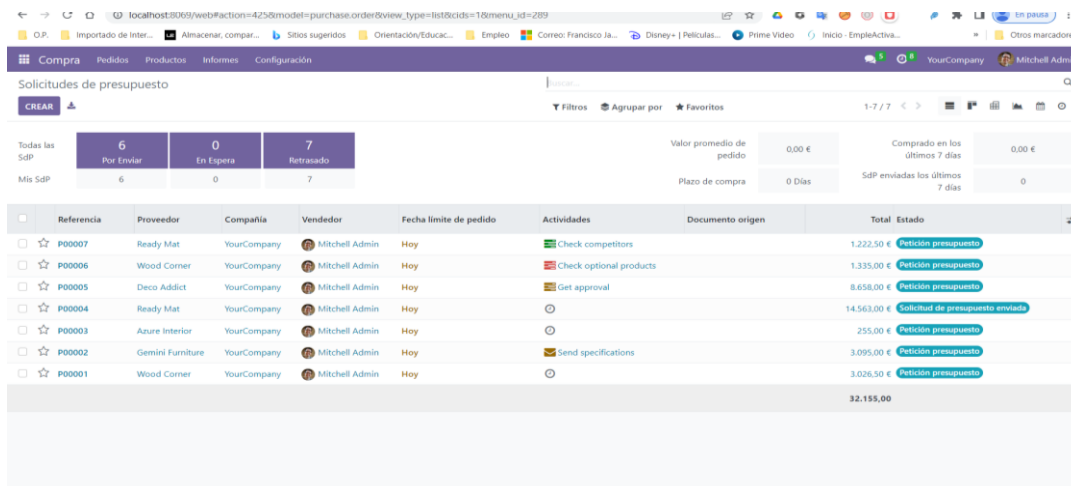 localhost:8069/web#action=425&model=purchase.order&view_type=list&cids=1&menu_id=289
En pausa
O.P. Importado de Inter... Almacenar, compar... Sitios sugeridos Orientación/Educac... Empleo Correo: Francisco Ja... Disney+ | Películas... Prime Video Inicio - EmpleActiva... » Otros marcadore
Compra Pedidos Productos Informes Configuración 5 8 YourCompany Mitchell Adm
Solicitudes de presupuesto
CREAR Filtros Agrupar por Favoritos 1-7 / 7
Todas las SdP 6 Por Enviar 0 En Espera 7 Retrasado Valor promedio de pedido 0,00 € Comprado en los últimos 7 días 0,00 €
Mis SdP 6 0 7 Plazo de compra 0 Días SdP enviadas los últimos 7 días 0
Referencia Proveedor Compañía Vendedor Fecha límite de pedido Actividades Documento origen Total Estado
P00007 Ready Mat YourCompany Mitchell Admin Hoy Check competitors 1.222,50 € Petición presupuesto
P00006 Wood Corner YourCompany Mitchell Admin Hoy Check optional products 1.335,00 € Petición presupuesto
P00005 Deco Addict YourCompany Mitchell Admin Hoy Get approval 8.658,00 € Petición presupuesto
P00004 Ready Mat YourCompany Mitchell Admin Hoy 14.563,00 € Solicitud de presupuesto enviada
P00003 Azure Interior YourCompany Mitchell Admin Hoy 255,00 € Petición presupuesto
P00002 Gemini Furniture YourCompany Mitchell Admin Hoy Send specifications 3.095,00 € Petición presupuesto
P00001 Wood Corner YourCompany Mitchell Admin Hoy 3.026,50 € Petición presupuesto
32.155,00